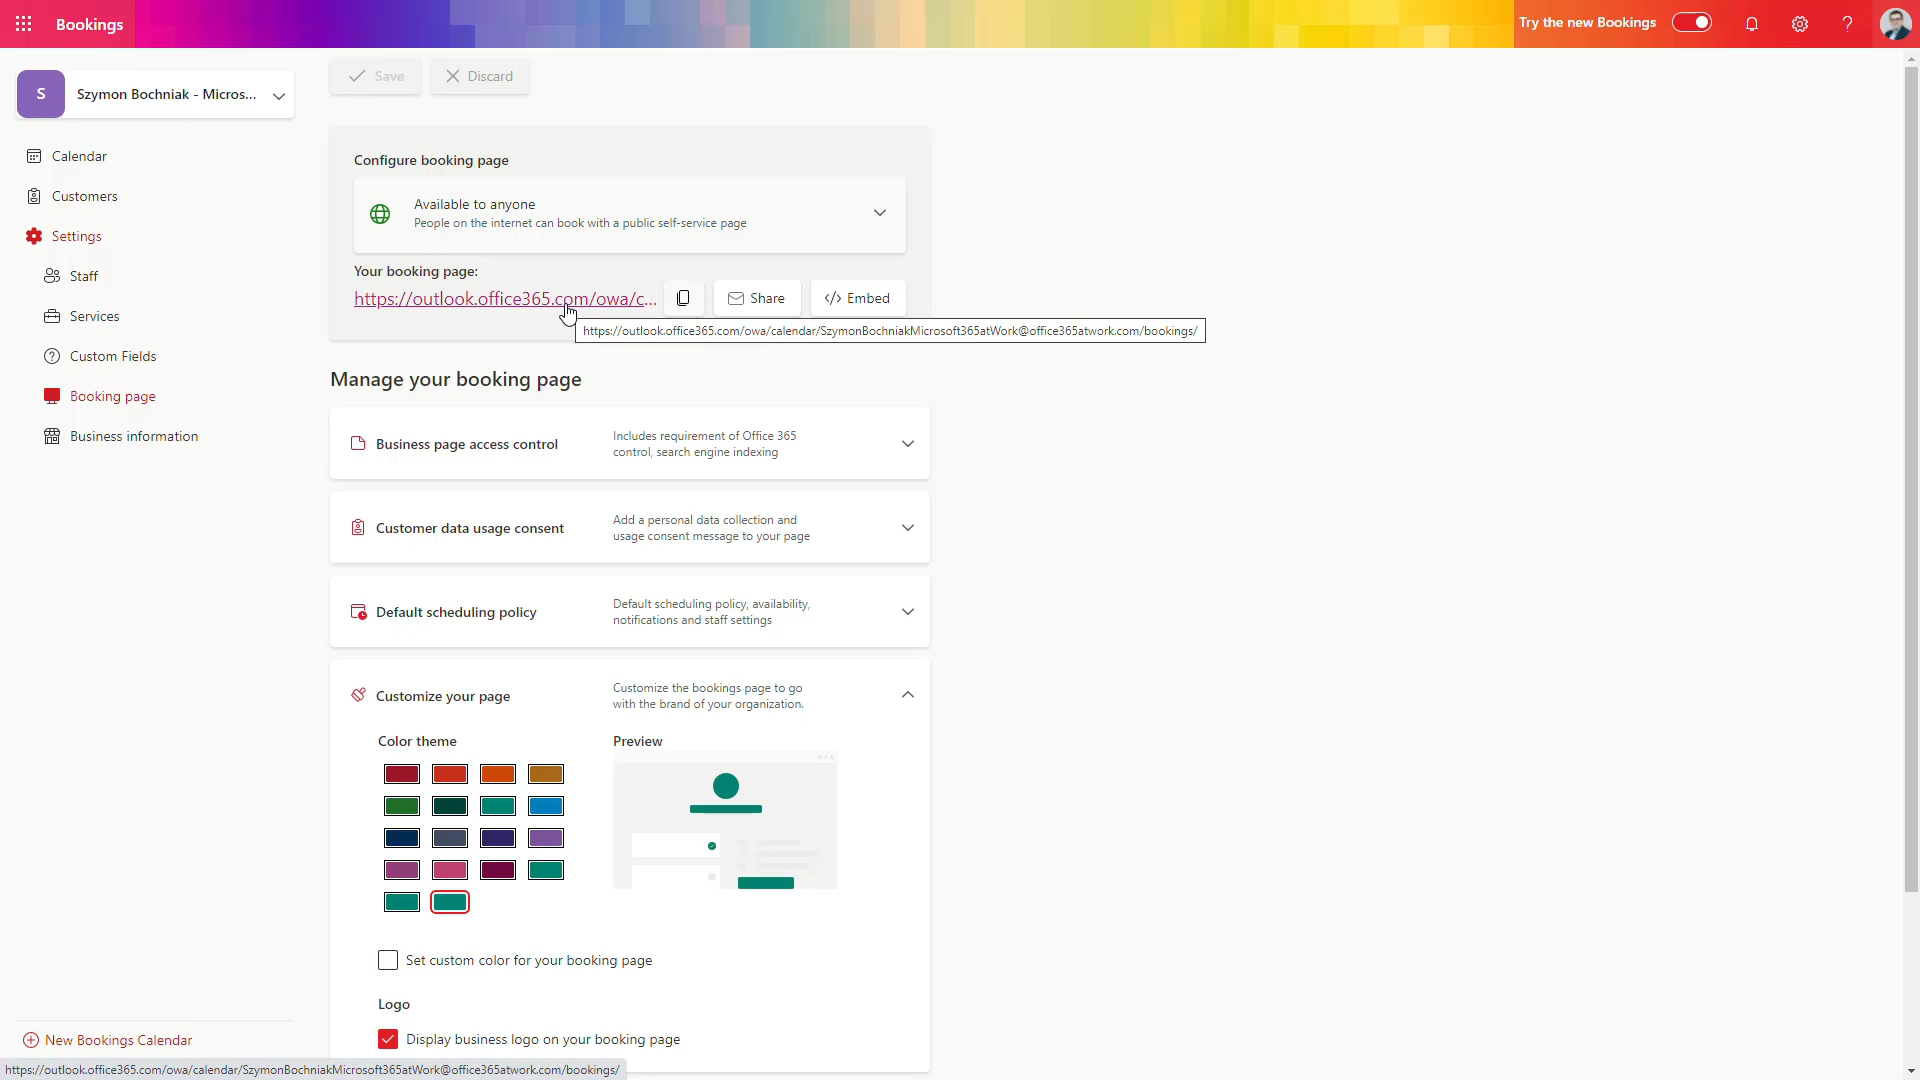 Bookings
Try the new Bookings
?
S
Szymon Bochniak - Micros...
Save
Discard
Calendar
Customers
Settings
Staff
Services
Custom Fields
Booking page
Business information
New Bookings Calendar
Configure booking page
Available to anyone
People on the internet can book with a public self-service page
Your booking page:
https://outlook.office365.com/owa/c...
Share
</> Embed
https://outlook.office365.com/owa/calendar/SzymonBochniakMicrosoft365atWork@office365atwork.com/bookings/
Manage your booking page
Business page access control
Includes requirement of Office 365
control, search engine indexing
Customer data usage consent
Add a personal data collection and
usage consent message to your page
Default scheduling policy
Default scheduling policy, availability,
notifications and staff settings
Customize your page
Customize the bookings page to go
with the brand of your organization.
Color theme
Preview
Set custom color for your booking page
Logo
Display business logo on your booking page
https://outlook.office365.com/owa/calendar/SzymonBochniakMicrosoft365atWork@office365atwork.com/bookings/